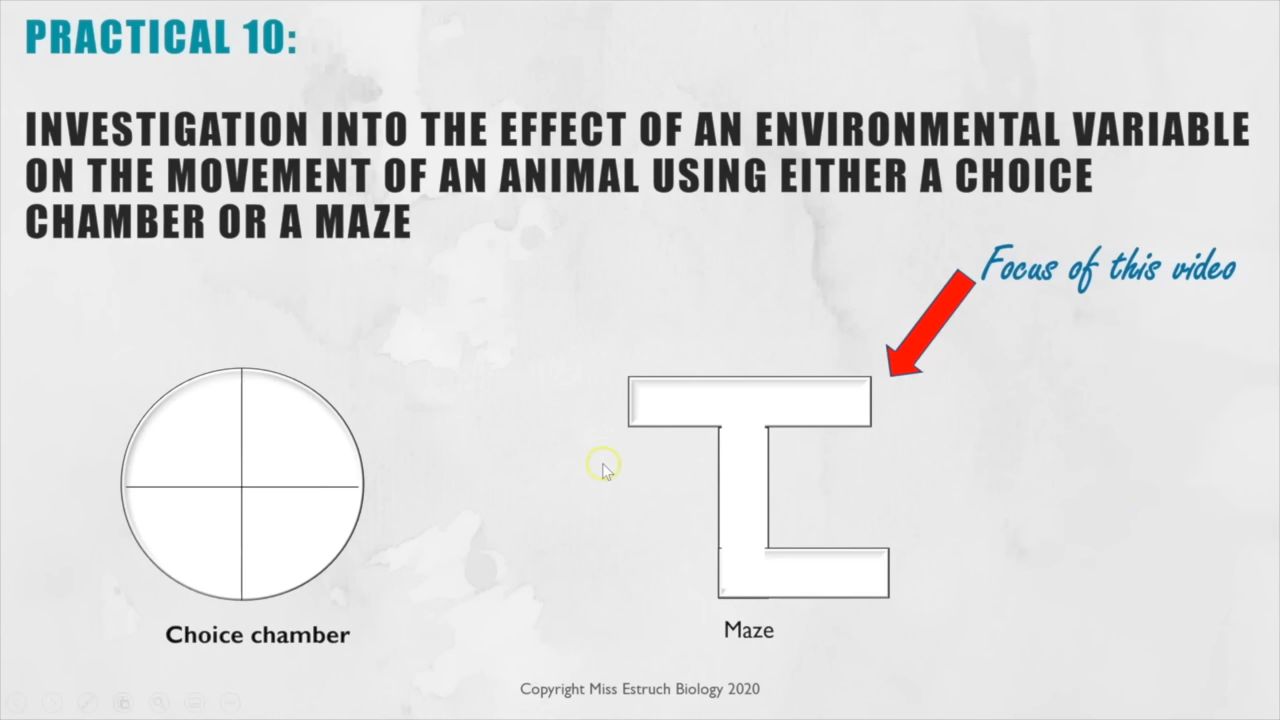 PRACTICAL 10:
INVESTIGATION INTO THE EFFECT OF AN ENVIRONMENTAL VARIABLE
ON THE MOVEMENT OF AN ANIMAL USING EITHER A CHOICE
CHAMBER OR A MAZE
Focus of this video
Choice chamber
Maze
Copyright Miss Estruch Biology 2020